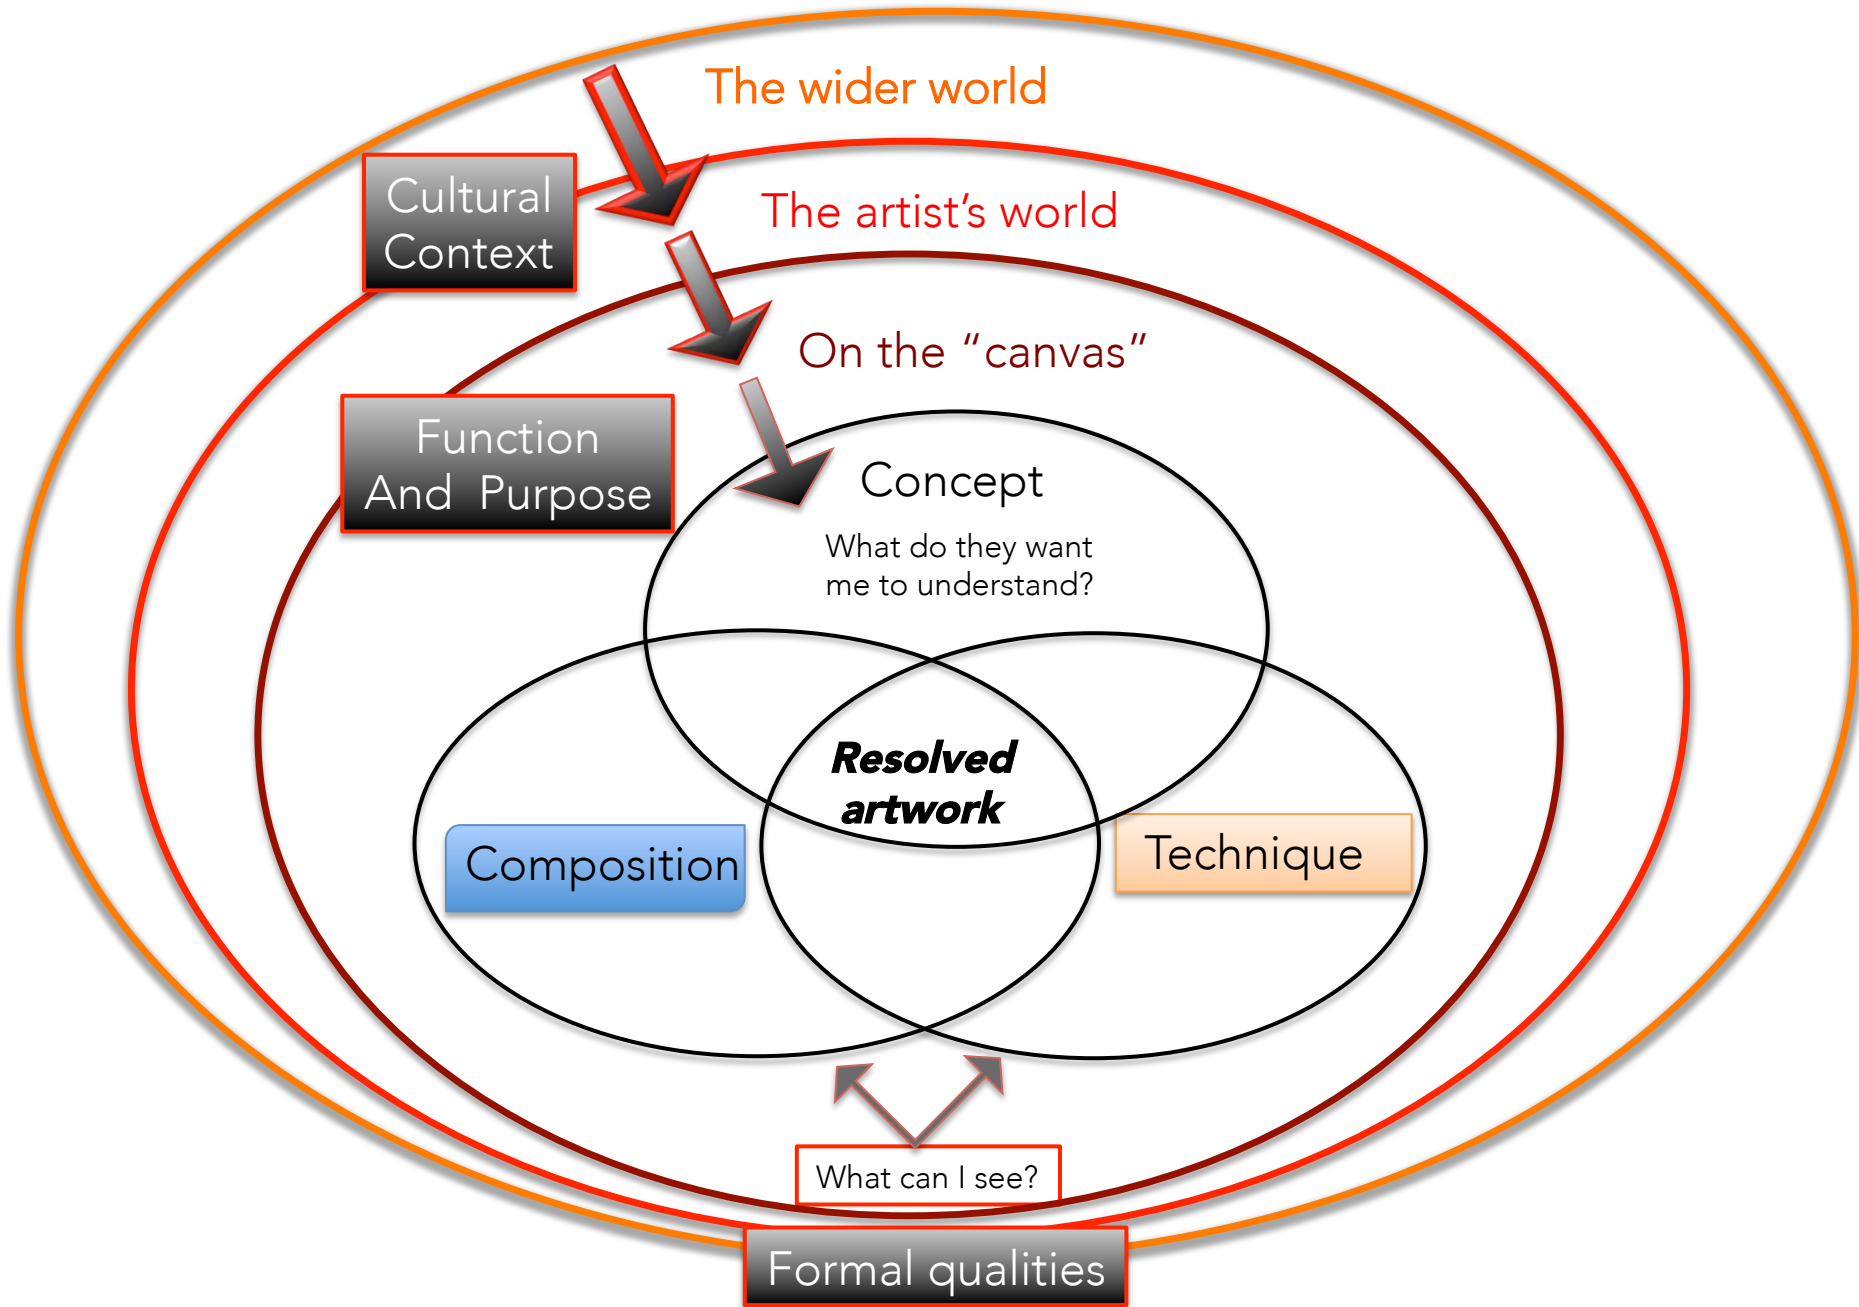 The wider world
Cultural
Context
The artist’s world
On the “canvas”
Function
And Purpose
Concept
What do they want
me to understand?
Resolved
artwork
Composition
Technique
What can I see?
Formal qualities